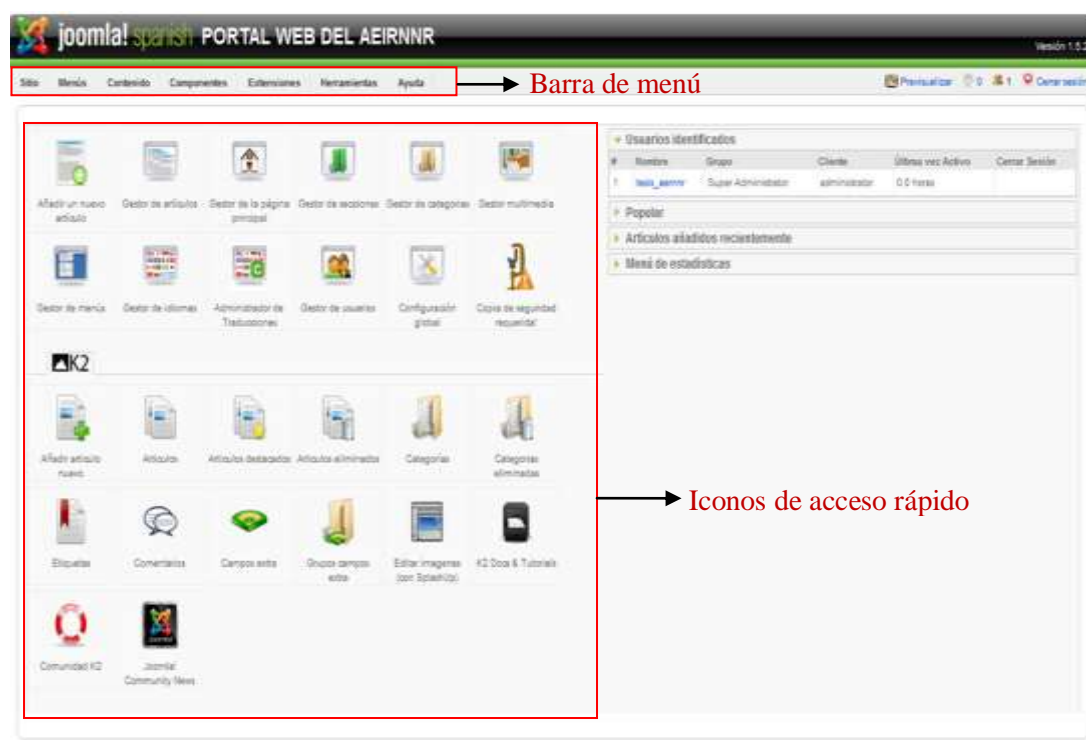 joomla! spanish PORTAL WEB DEL AEIRNNR
Versión 1.5.2
Sitio Menús Contenido Componentes Extensiones Herramientas Ayuda
Barra de menú
Previsualizar 0 1 Cerrar sesión
Añadir un nuevo artículo
Gestor de artículos
Gestor de la página principal
Gestor de secciones
Gestor de categorías
Gestor multimedia
Gestor de menús
Gestor de idiomas
Administrador de Traducciones
Gestor de usuarios
Configuración global
Copia de seguridad requerida!
K2
Añadir artículo nuevo
Artículos
Artículos destacados
Artículos eliminados
Categorías
Categorías eliminadas
Etiquetas
Comentarios
Campos extra
Grupos campos extra
Editar imagenes (con SplashUp)
K2 Docs & Tutorials
Comunidad K2
Joomla! Community News
Usuarios identificados
# Nombre Grupo Cliente Última vez Activo Cerrar Sesión
1 tesis_aeirnnr Super Administrator administrator 0.0 horas
Popular
Artículos añadidos recientemente
Menú de estadísticas
Iconos de acceso rápido